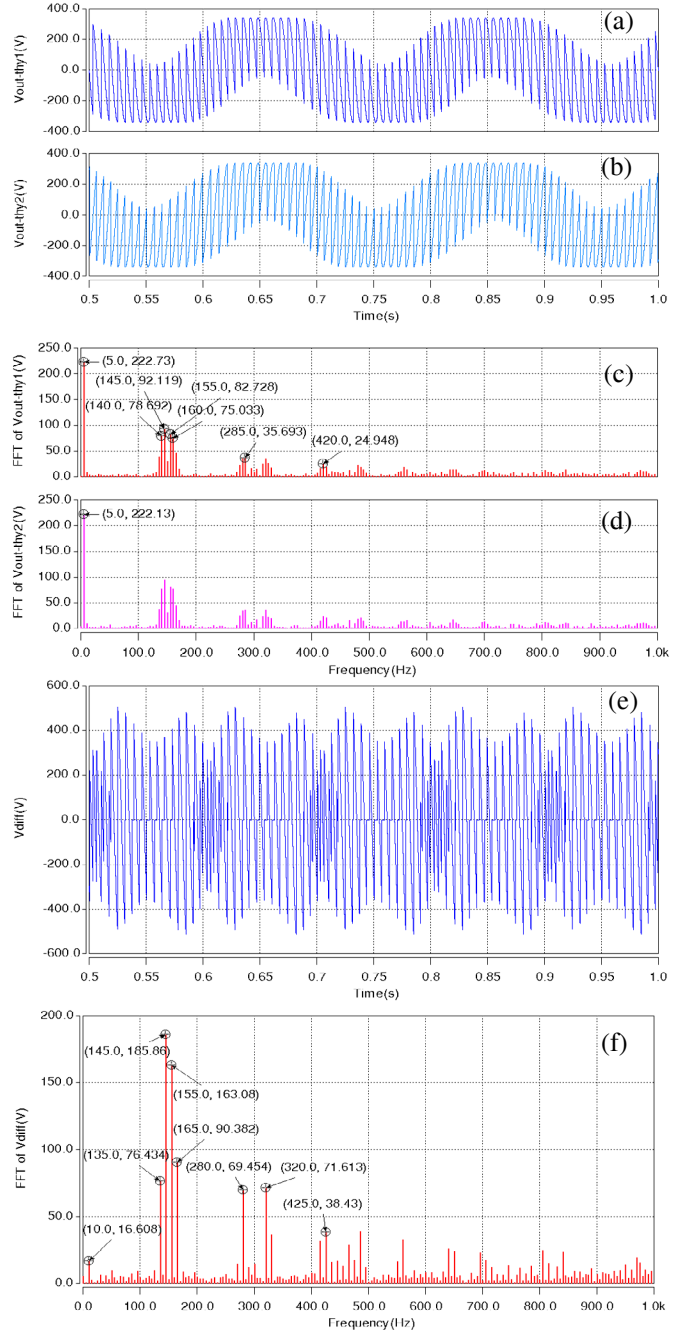 (a)
Vout-thy1(V)
400.0
200.0
0.0
-200.0
-400.0
(b)
Vout-thy2(V)
400.0
200.0
0.0
-200.0
-400.0
0.5 0.55 0.6 0.65 0.7 0.75 0.8 0.85 0.9 0.95 1.0
Time(s)
(c)
FFT of Vout-thy1(V)
250.0
200.0
150.0
100.0
50.0
0.0
(5.0, 222.73)
(145.0, 92.119)
(155.0, 82.728)
(140.0, 78.692)
(160.0, 75.033)
(285.0, 35.693)
(420.0, 24.948)
(d)
FFT of Vout-thy2(V)
250.0
200.0
150.0
100.0
50.0
0.0
(5.0, 222.13)
0.0 100.0 200.0 300.0 400.0 500.0 600.0 700.0 800.0 900.0 1.0k
Frequency(Hz)
(e)
Vdiff(V)
600.0
400.0
200.0
0.0
-200.0
-400.0
-600.0
0.5 0.55 0.6 0.65 0.7 0.75 0.8 0.85 0.9 0.95 1.0
Time(s)
(f)
FFT of Vdiff(V)
200.0
150.0
100.0
50.0
0.0
(145.0, 185.86)
(155.0, 163.08)
(165.0, 90.382)
(135.0, 76.434)
(280.0, 69.454)
(320.0, 71.613)
(425.0, 38.43)
(10.0, 16.608)
0.0 100.0 200.0 300.0 400.0 500.0 600.0 700.0 800.0 900.0 1.0k
Frequency(Hz)